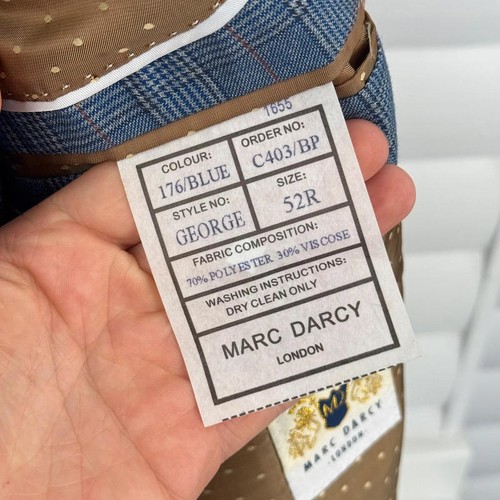 1655
COLOUR:
176/BLUE
ORDER NO:
C403/BP
STYLE NO:
GEORGE
SIZE:
52R
FABRIC COMPOSITION:
70% POLYESTER 30% VISCOSE
WASHING INSTRUCTIONS:
DRY CLEAN ONLY
MARC DARCY
LONDON
MD
MARC DARCY
·LONDON·